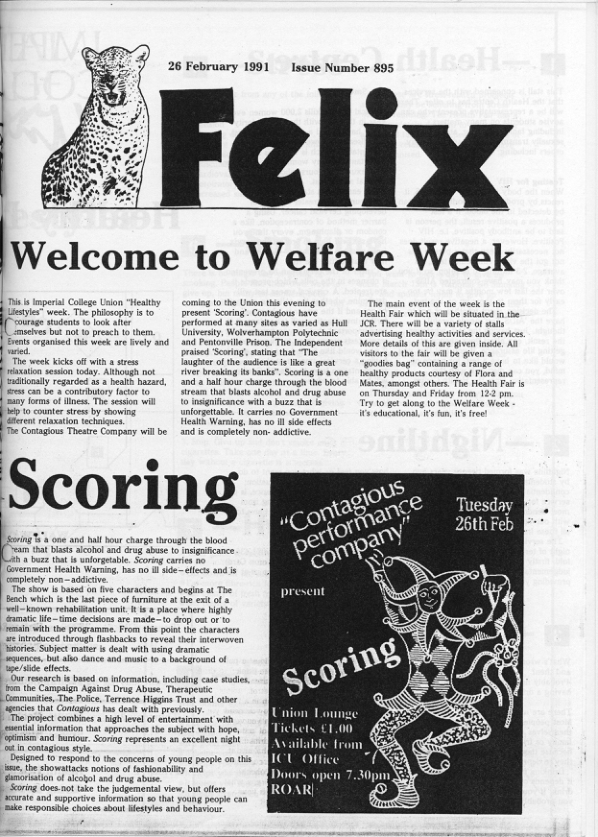 26 February 1991 Issue Number 895
Felix
Welcome to Welfare Week
This is Imperial College Union "Healthy
Lifestyles" week. The philosophy is to
courage students to look after
emselves but not to preach to them.
Events organised this week are lively and
varied.
The week kicks off with a stress
relaxation session today. Although not
traditionally regarded as a health hazard,
stress can be a contributory factor to
many forms of illness. The session will
help to counter stress by showing
different relaxation techniques.
The Contagious Theatre Company will be
coming to the Union this evening to
present 'Scoring'. Contagious have
performed at many sites as varied as Hull
University, Wolverhampton Polytechnic
and Pentonville Prison. The Independent
praised 'Scoring', stating that "The
laughter of the audience is like a great
river breaking its banks". Scoring is a one
and a half hour charge through the blood
stream that blasts alcohol and drug abuse
to insignificance with a buzz that is
unforgettable. It carries no Government
Health Warning, has no ill side effects
and is completely non- addictive.
The main event of the week is the
Health Fair which will be situated in the
JCR. There will be a variety of stalls
advertising healthy activities and services.
More details of this are given inside. All
visitors to the fair will be given a
"goodies bag" containing a range of
healthy products courtesy of Flora and
Mates, amongst others. The Health Fair is
on Thursday and Friday from 12-2 pm.
Try to get along to the Welfare Week -
it's educational, it's fun, it's free!
Scoring
Scoring is a one and half hour charge through the blood
ream that blasts alcohol and drug abuse to insignificance
ith a buzz that is unforgetable. Scoring carries no
Government Health Warning, has no ill side-effects and is
completely non-addictive.
The show is based on five characters and begins at The
Bench which is the last piece of furniture at the exit of a
well-known rehabilitation unit. It is a place where highly
dramatic life-time decisions are made-to drop out or to
remain with the programme. From this point the characters
are introduced through flashbacks to reveal their interwoven
histories. Subject matter is dealt with using dramatic
sequences, but also dance and music to a background of
tape/slide effects.
Our research is based on information, including case studies,
from the Campaign Against Drug Abuse, Therapeutic
Communities, The Police, Terrence Higgins Trust and other
agencies that Contagious has dealt with previously.
The project combines a high level of entertainment with
essential information that approaches the subject with hope,
optimism and humour. Scoring represents an excellent night
out in contagious style.
Designed to respond to the concerns of young people on this
issue, the showattacks notions of fashionability and
glamorisation of alcohol and drug abuse.
Scoring does not take the judgemental view, but offers
accurate and supportive information so that young people can
make responsible choices about lifestyles and behaviour.
"Contagious
performance
company"
Tuesday
26th Feb
present
Scoring
Union Lounge
Tickets £1.00
Available from
ICU Office
Doors open 7.30pm
ROAR!